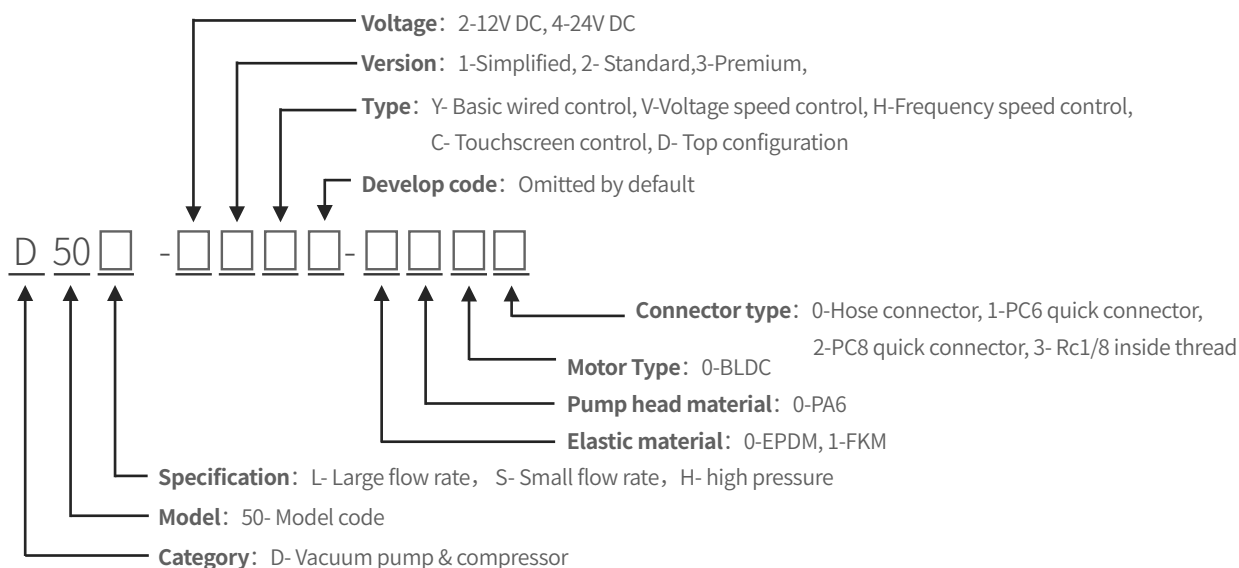 Voltage：2-12V DC, 4-24V DC
Version：1-Simplified, 2- Standard,3-Premium,
Type：Y- Basic wired control, V-Voltage speed control, H-Frequency speed control,
C- Touchscreen control, D- Top configuration
Develop code：Omitted by default
D 50□ -□□□□-□□□□
Connector type：0-Hose connector, 1-PC6 quick connector,
2-PC8 quick connector, 3- Rc1/8 inside thread
Motor Type：0-BLDC
Pump head material：0-PA6
Elastic material：0-EPDM, 1-FKM
Specification：L- Large flow rate，S- Small flow rate，H- high pressure
Model：50- Model code
Category：D- Vacuum pump & compressor